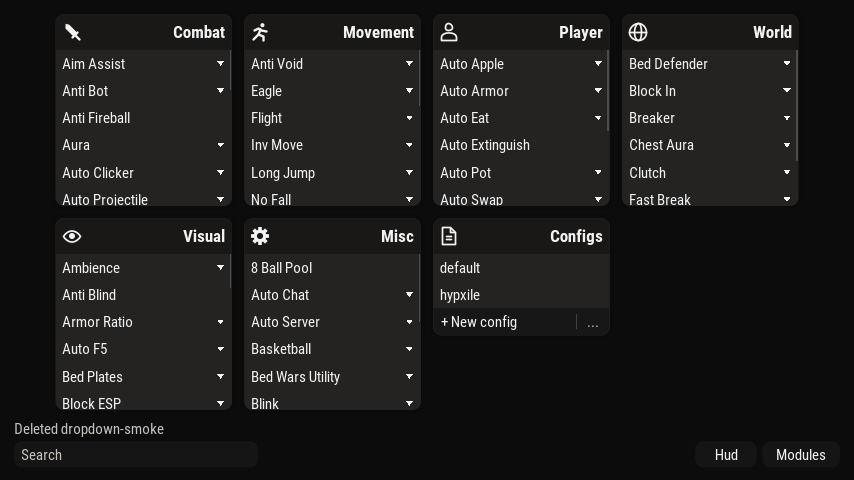 Combat
Aim Assist
Anti Bot
Anti Fireball
Aura
Auto Clicker
Auto Projectile
Movement
Anti Void
Eagle
Flight
Inv Move
Long Jump
No Fall
Player
Auto Apple
Auto Armor
Auto Eat
Auto Extinguish
Auto Pot
Auto Swap
World
Bed Defender
Block In
Breaker
Chest Aura
Clutch
Fast Break
Visual
Ambience
Anti Blind
Armor Ratio
Auto F5
Bed Plates
Block ESP
Misc
8 Ball Pool
Auto Chat
Auto Server
Basketball
Bed Wars Utility
Blink
Configs
default
hypxile
+ New config ...
Deleted dropdown-smoke
Search
Hud
Modules